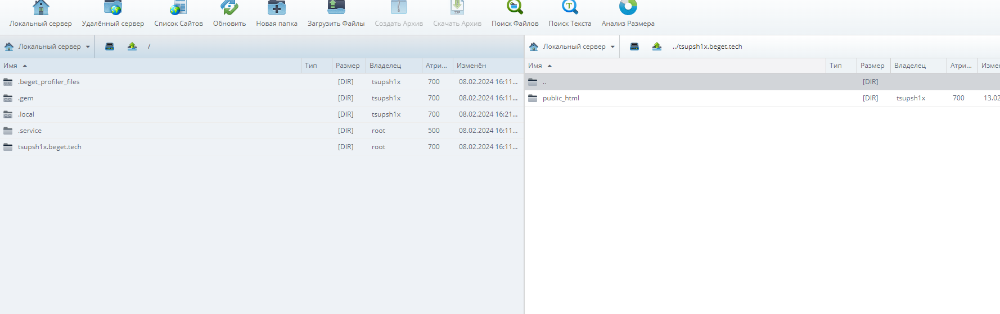 Локальный сервер Удалённый сервер Список Сайтов Обновить Новая папка Загрузить Файлы Создать Архив Скачать Архив Поиск Файлов Поиск Текста Анализ Размера
Локальный сервер /
Имя Тип Размер Владелец Атри... Изменён
.beget_profiler_files [DIR] tsupsh1x 700 08.02.2024 16:11...
.gem [DIR] tsupsh1x 700 08.02.2024 16:11...
.local [DIR] tsupsh1x 700 08.02.2024 16:21...
.service [DIR] root 500 08.02.2024 16:11...
tsupsh1x.beget.tech [DIR] root 700 08.02.2024 16:11...
Локальный сервер ../tsupsh1x.beget.tech
Имя Тип Размер Владелец Атри...
.. [DIR]
public_html [DIR] tsupsh1x 700 13.02